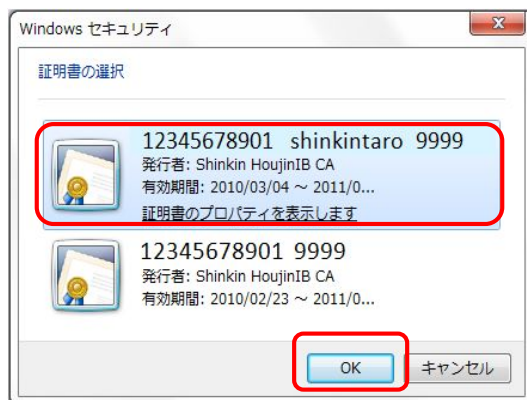 Windows セキュリティ
証明書の選択
12345678901 shinkintaro 9999
発行者: Shinkin HoujinIB CA
有効期間: 2010/03/04 ~ 2011/0...
証明書のプロパティを表示します
12345678901 9999
発行者: Shinkin HoujinIB CA
有効期間: 2010/02/23 ~ 2011/0...
OK キャンセル